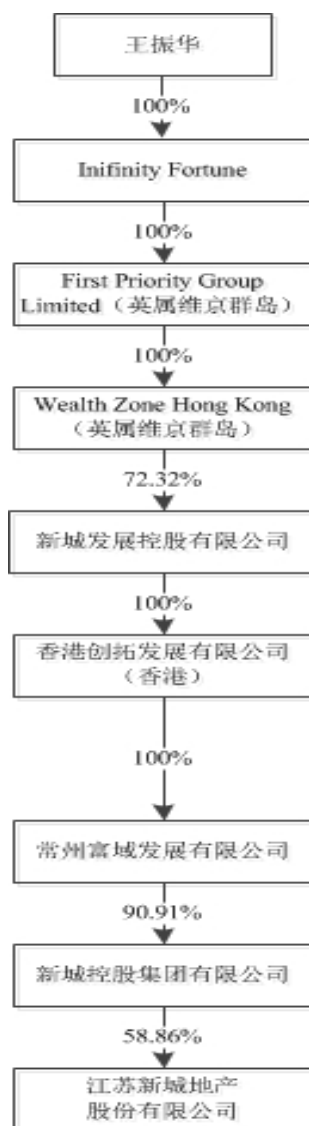 王振华
100%
Inifinity Fortune
100%
First Priority Group
Limited（英属维京群岛）
100%
Wealth Zone Hong Kong
（英属维京群岛）
72.32%
新城发展控股有限公司
100%
香港创拓发展有限公司
（香港）
100%
常州富域发展有限公司
90.91%
新城控股集团有限公司
58.86%
江苏新城地产
股份有限公司